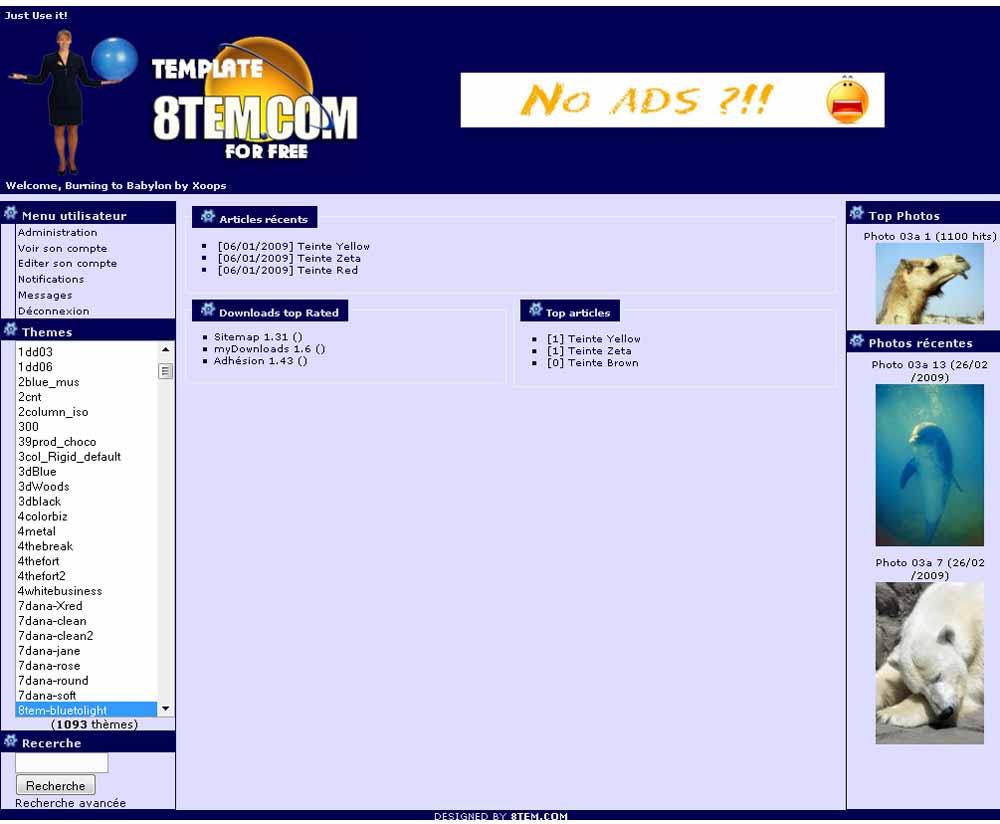 Just Use it!
TEMPLATE
8TEM.COM
FOR FREE
No ADS ?!!
Welcome, Burning to Babylon by Xoops
Menu utilisateur
Administration
Voir son compte
Editer son compte
Notifications
Messages
Déconnexion
Themes
1dd03
1dd06
2blue_mus
2cnt
2column_iso
300
39prod_choco
3col_Rigid_default
3dBlue
3dWoods
3dblack
4colorbiz
4metal
4thebreak
4thefort
4thefort2
4whitebusiness
7dana-Xred
7dana-clean
7dana-clean2
7dana-jane
7dana-rose
7dana-round
7dana-soft
8tem-bluetolight
(1093 thèmes)
Recerche
Recherche
Recherche avancée
Articles récents
[06/01/2009] Teinte Yellow
[06/01/2009] Teinte Zeta
[06/01/2009] Teinte Red
Downloads top Rated
Sitemap 1.31 ()
myDownloads 1.6 ()
Adhésion 1.43 ()
Top articles
[1] Teinte Yellow
[1] Teinte Zeta
[0] Teinte Brown
Top Photos
Photo 03a 1 (1100 hits)
Photos récentes
Photo 03a 13 (26/02
/2009)
Photo 03a 7 (26/02
/2009)
DESIGNED BY 8TEM.COM